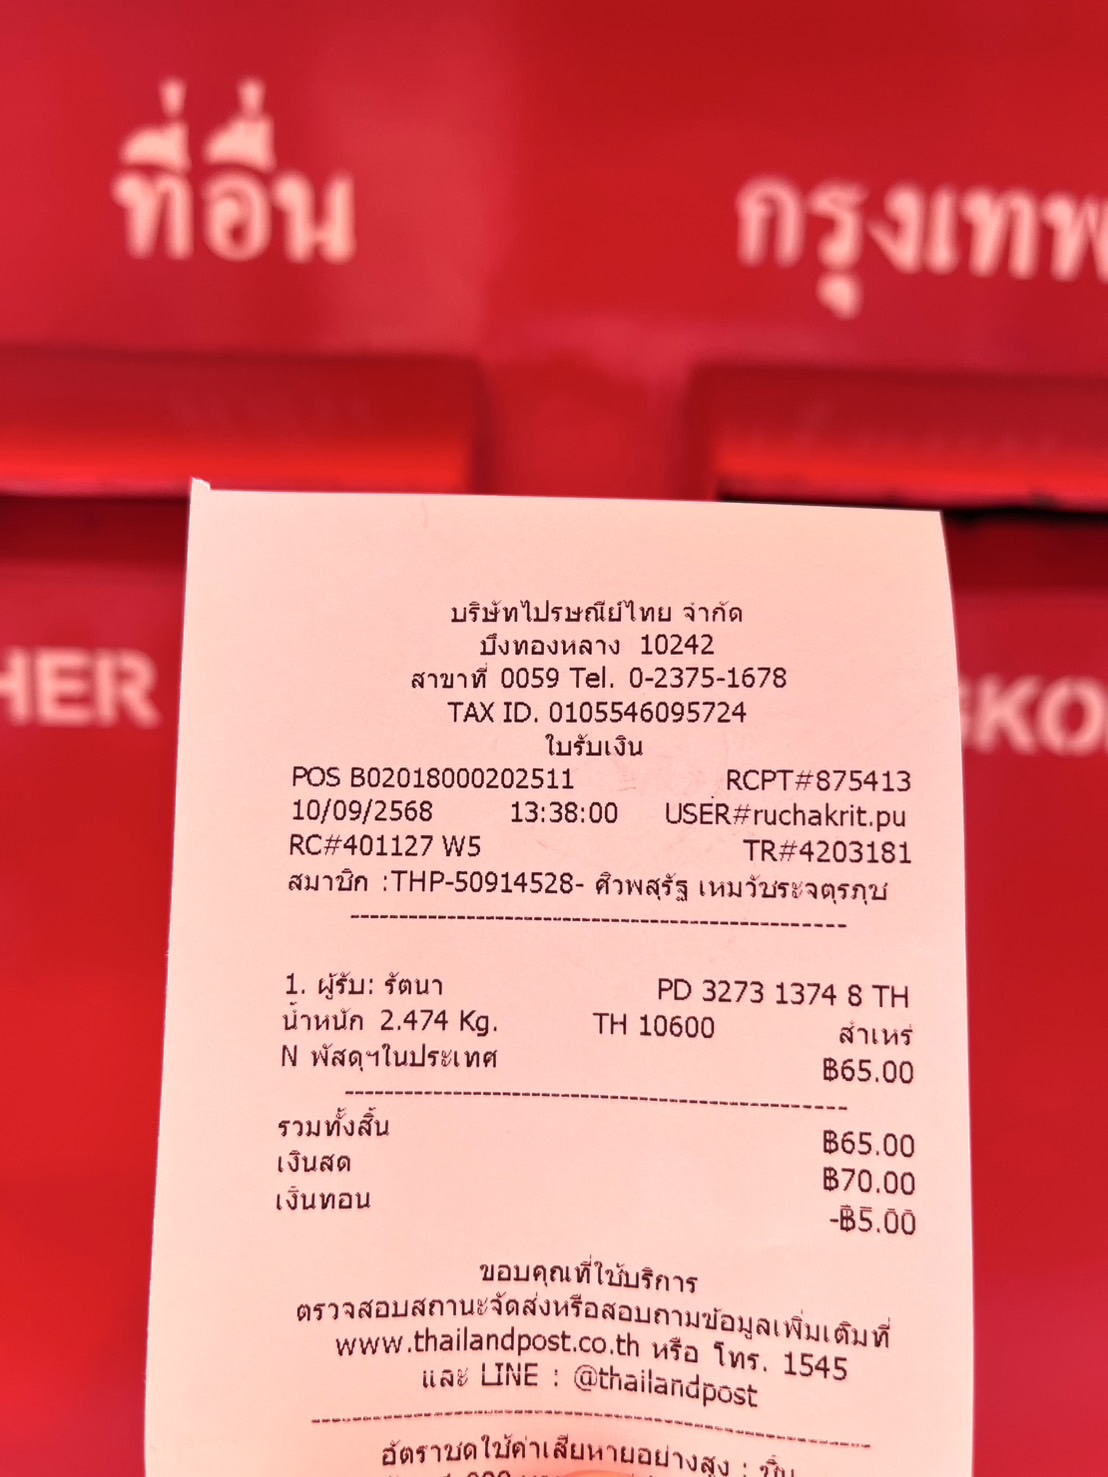 ที่อื่น
กรุงเทพ
HER
GKO
บริษัทไปรษณีย์ไทย จำกัด
บึงทองหลาง 10242
สาขาที่ 0059 Tel. 0-2375-1678
TAX ID. 0105546095724
ใบรับเงิน
POS B02018000202511 RCPT#875413
10/09/2568 13:38:00 USER#ruchakrit.pu
RC#401127 W5 TR#4203181
สมาชิก :THP-50914528- ศิวพสุรัฐ เหมวัชระจตุรภุช
1. ผู้รับ: รัตนา PD 3273 1374 8 TH
น้ำหนัก 2.474 Kg. TH 10600 สำเหร่
N พัสดุฯในประเทศ ฿65.00
รวมทั้งสิ้น ฿65.00
เงินสด ฿70.00
เงินทอน -฿5.00
ขอบคุณที่ใช้บริการ
ตรวจสอบสถานะจัดส่งหรือสอบถามข้อมูลเพิ่มเติมที่
www.thailandpost.co.th หรือ โทร. 1545
และ LINE : @thailandpost
อัตราชดใช้ค่าเสียหายอย่างสูง :